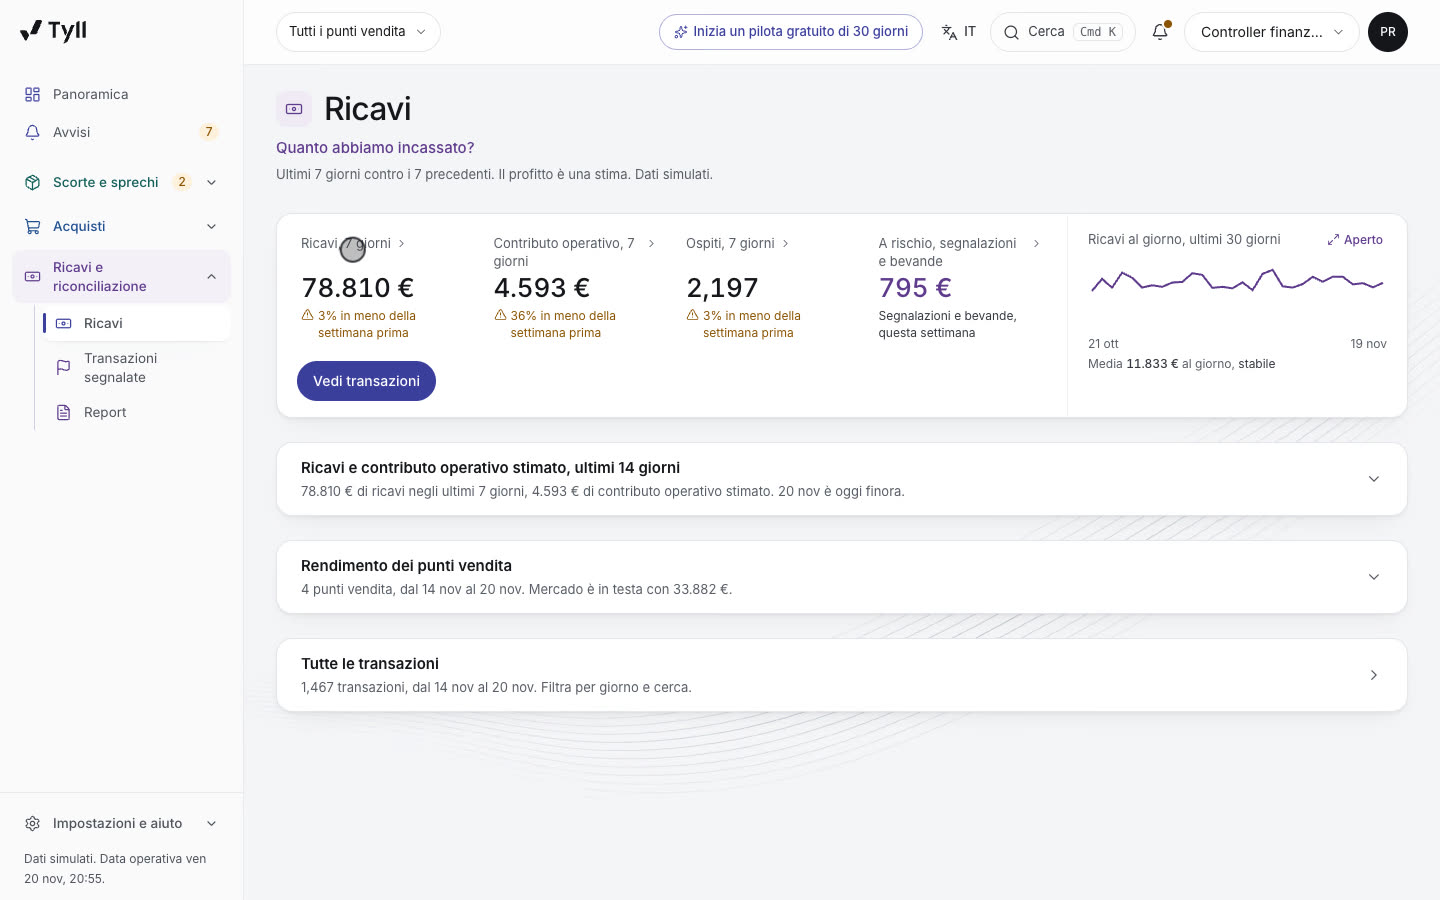 Tyll
Tutti i punti vendita
Inizia un pilota gratuito di 30 giorni
IT
Cerca
Cmd K
Controller finanz...
PR
Panoramica
Avvisi
7
Scorte e sprechi
2
Acquisti
Ricavi e
riconciliazione
Ricavi
Transazioni
segnalate
Report
Impostazioni e aiuto
Dati simulati. Data operativa ven
20 nov, 20:55.
Ricavi
Quanto abbiamo incassato?
Ultimi 7 giorni contro i 7 precedenti. Il profitto è una stima. Dati simulati.
Ricavi, 7 giorni
78.810 €
3% in meno della
settimana prima
Contributo operativo, 7
giorni
4.593 €
36% in meno della
settimana prima
Ospiti, 7 giorni
2,197
3% in meno della
settimana prima
A rischio, segnalazioni
e bevande
795 €
Segnalazioni e bevande,
questa settimana
Vedi transazioni
Ricavi al giorno, ultimi 30 giorni
Aperto
21 ott
19 nov
Media 11.833 € al giorno, stabile
Ricavi e contributo operativo stimato, ultimi 14 giorni
78.810 € di ricavi negli ultimi 7 giorni, 4.593 € di contributo operativo stimato. 20 nov è oggi finora.
Rendimento dei punti vendita
4 punti vendita, dal 14 nov al 20 nov. Mercado è in testa con 33.882 €.
Tutte le transazioni
1,467 transazioni, dal 14 nov al 20 nov. Filtra per giorno e cerca.